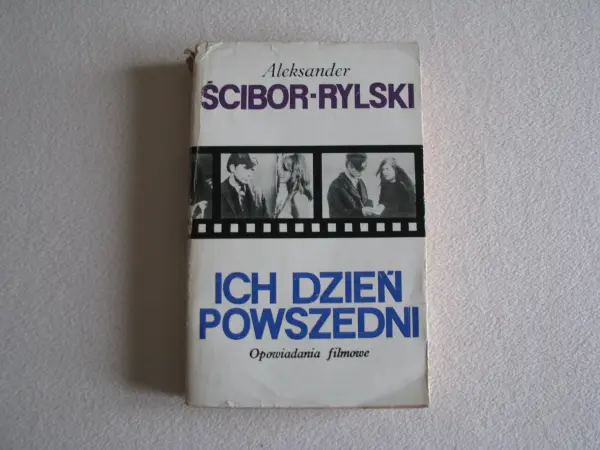 Aleksander
ŚCIBOR-RYLSKI
ICH DZIEŃ
POWSZEDNI
Opowiadania filmowe